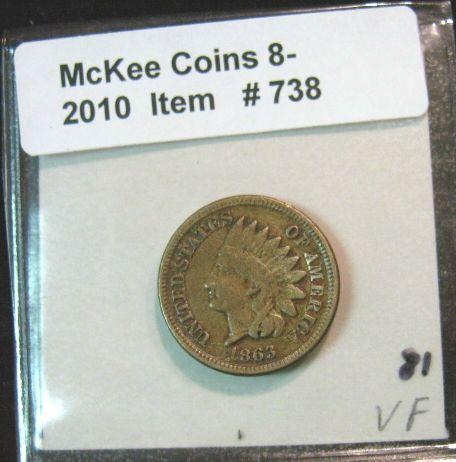 McKee Coins 8-
2010 Item # 738
UNITED STATES OF AMERICA
1863
81
VF